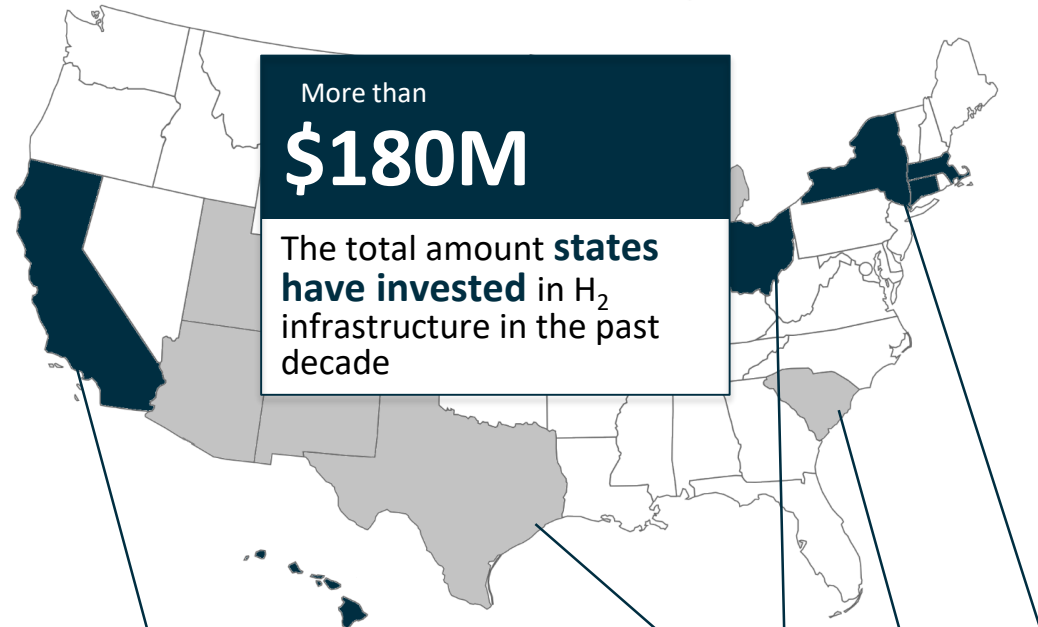 More than
$180M
The total amount states
have invested in H₂
infrastructure in the past
decade